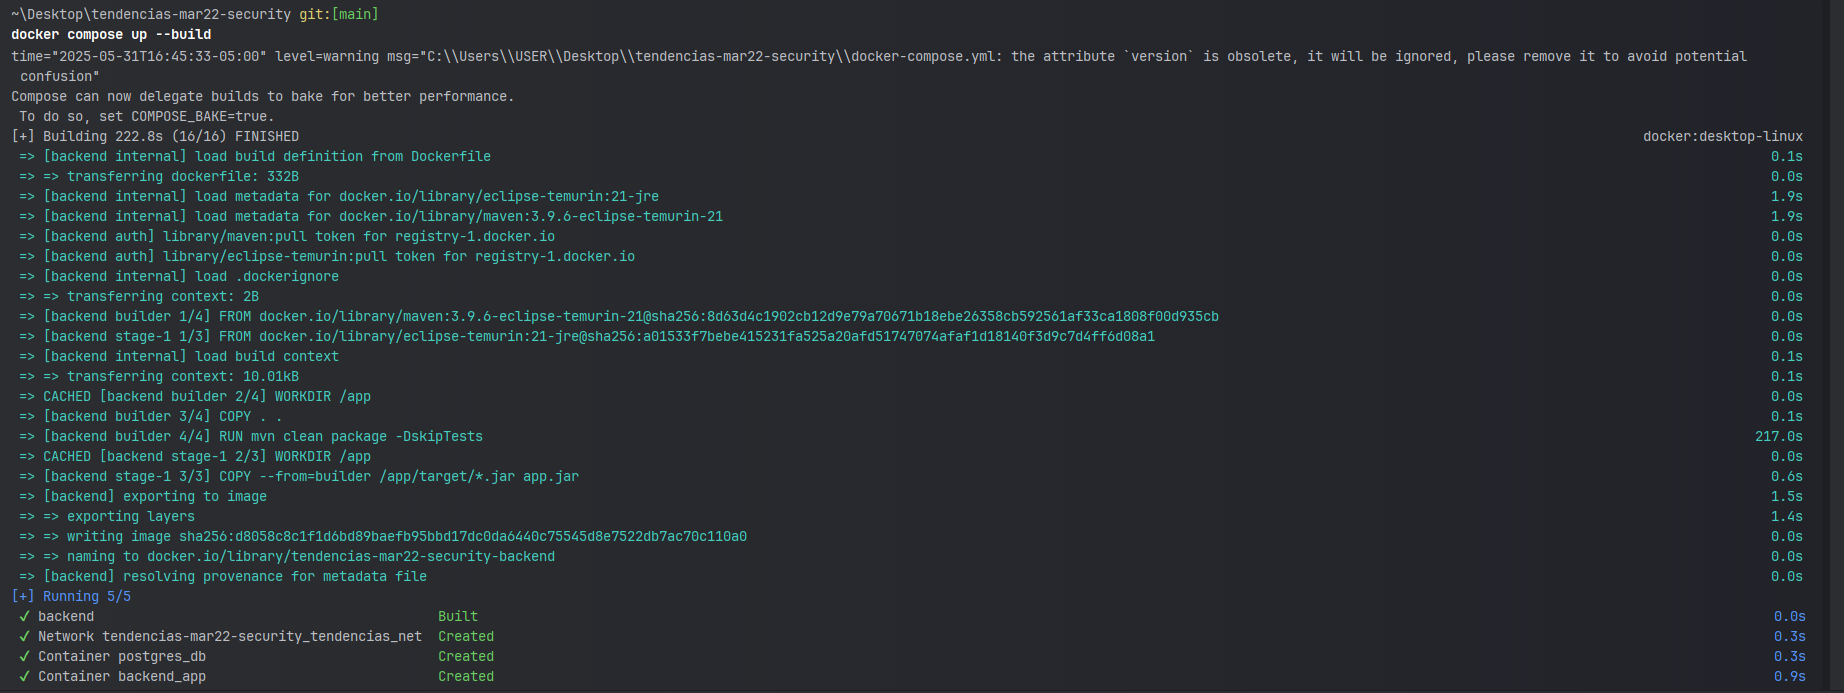 ~\Desktop\tendencias-mar22-security git:[main]
docker compose up --build
time="2025-05-31T16:45:33-05:00" level=warning msg="C:\\Users\\USER\\Desktop\\tendencias-mar22-security\\docker-compose.yml: the attribute `version` is obsolete, it will be ignored, please remove it to avoid potential
 confusion"
Compose can now delegate builds to bake for better performance.
 To do so, set COMPOSE_BAKE=true.
[+] Building 222.8s (16/16) FINISHED docker:desktop-linux
 => [backend internal] load build definition from Dockerfile 0.1s
 => => transferring dockerfile: 332B 0.0s
 => [backend internal] load metadata for docker.io/library/eclipse-temurin:21-jre 1.9s
 => [backend internal] load metadata for docker.io/library/maven:3.9.6-eclipse-temurin-21 1.9s
 => [backend auth] library/maven:pull token for registry-1.docker.io 0.0s
 => [backend auth] library/eclipse-temurin:pull token for registry-1.docker.io 0.0s
 => [backend internal] load .dockerignore 0.0s
 => => transferring context: 2B 0.0s
 => [backend builder 1/4] FROM docker.io/library/maven:3.9.6-eclipse-temurin-21@sha256:8d63d4c1902cb12d9e79a70671b18ebe26358cb592561af33ca1808f00d935cb 0.0s
 => [backend stage-1 1/3] FROM docker.io/library/eclipse-temurin:21-jre@sha256:a01533f7bebe415231fa525a20afd51747074afaf1d18140f3d9c7d4ff6d08a1 0.0s
 => [backend internal] load build context 0.1s
 => => transferring context: 10.01kB 0.1s
 => CACHED [backend builder 2/4] WORKDIR /app 0.0s
 => [backend builder 3/4] COPY . . 0.1s
 => [backend builder 4/4] RUN mvn clean package -DskipTests 217.0s
 => CACHED [backend stage-1 2/3] WORKDIR /app 0.0s
 => [backend stage-1 3/3] COPY --from=builder /app/target/*.jar app.jar 0.6s
 => [backend] exporting to image 1.5s
 => => exporting layers 1.4s
 => => writing image sha256:d8058c8c1f1d6bd89baefb95bbd17dc0da6440c75545d8e7522db7ac70c110a0 0.0s
 => => naming to docker.io/library/tendencias-mar22-security-backend 0.0s
 => [backend] resolving provenance for metadata file 0.0s
[+] Running 5/5
 ✓ backend Built 0.0s
 ✓ Network tendencias-mar22-security_tendencias_net Created 0.3s
 ✓ Container postgres_db Created 0.3s
 ✓ Container backend_app Created 0.9s